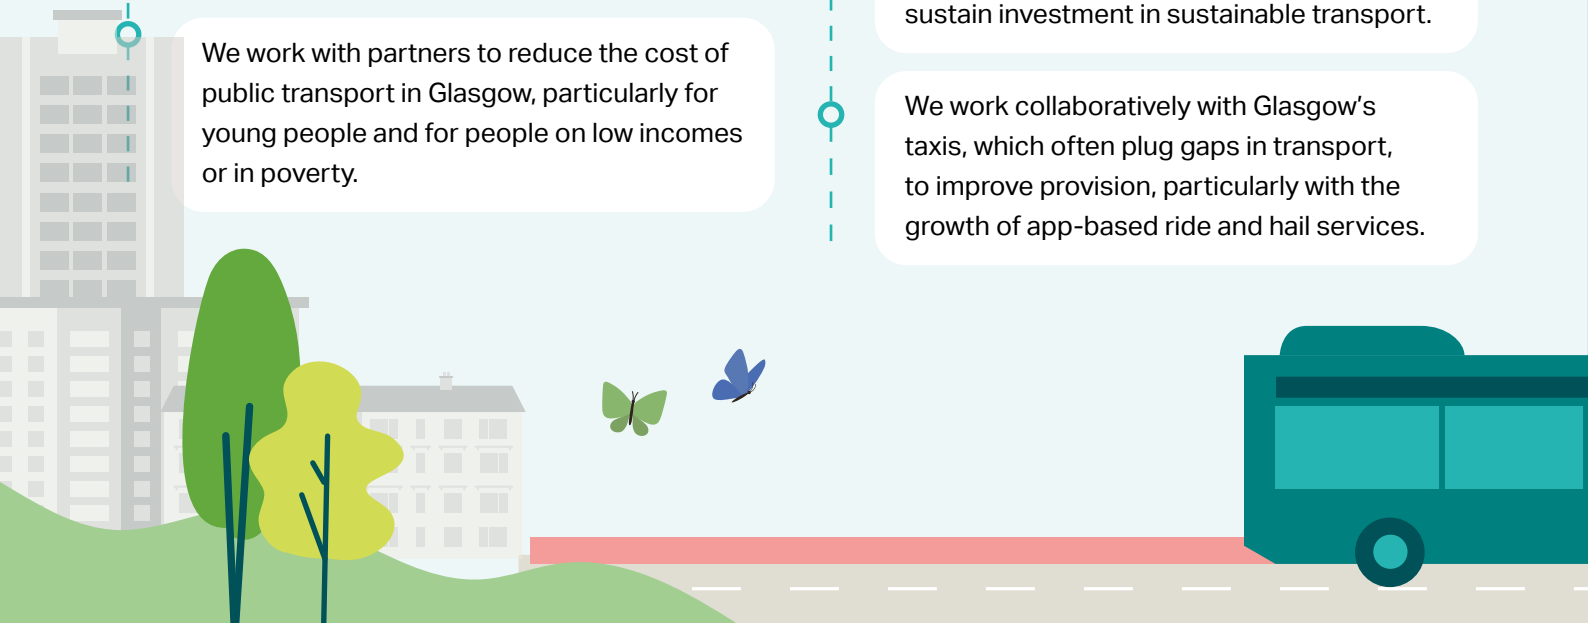 We work with partners to reduce the cost of
public transport in Glasgow, particularly for
young people and for people on low incomes
or in poverty.
sustain investment in sustainable transport.
We work collaboratively with Glasgow’s
taxis, which often plug gaps in transport,
to improve provision, particularly with the
growth of app-based ride and hail services.